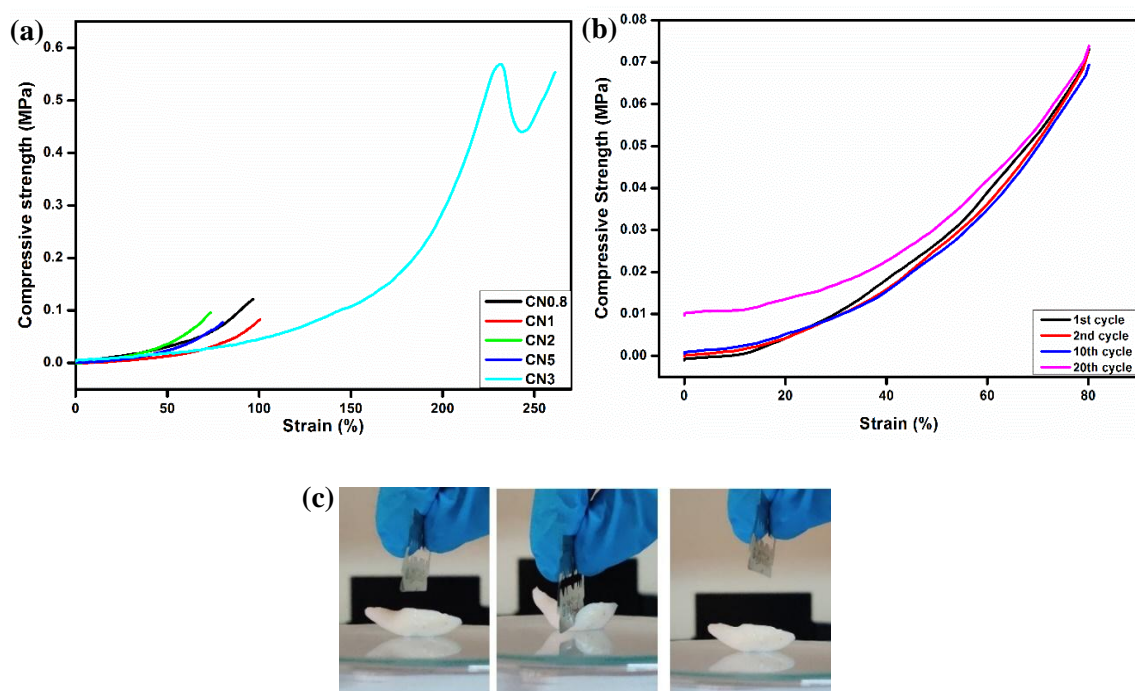 (a)
Compressive strength (MPa)
0.6
0.5
0.4
0.3
0.2
0.1
0.0
0 50 100 150 200 250
Strain (%)
CN0.8
CN1
CN2
CN5
CN3
(b)
Compressive Strength (MPa)
0.08
0.07
0.06
0.05
0.04
0.03
0.02
0.01
0.00
0 20 40 60 80
Strain (%)
1st cycle
2nd cycle
10th cycle
20th cycle
(c)